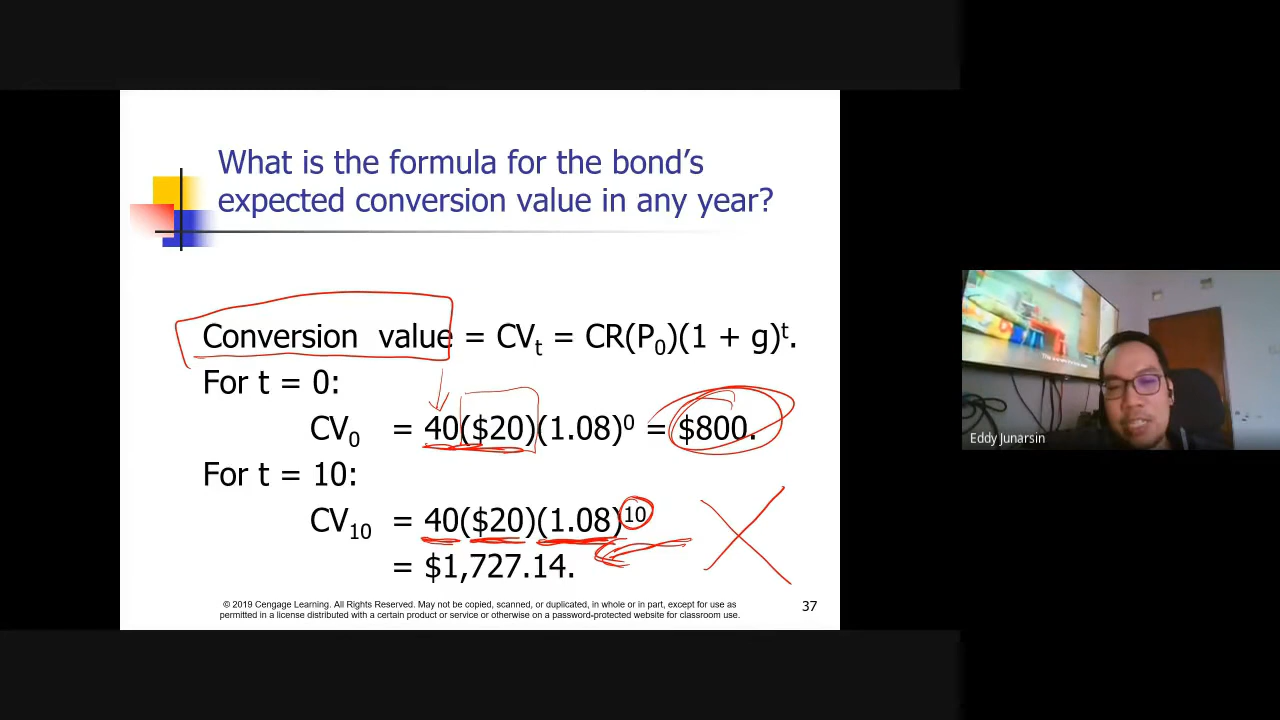 What is the formula for the bond’s
expected conversion value in any year?
Conversion value = CVt = CR(P0)(1 + g)^t.
For t = 0:
CV0 = 40($20)(1.08)^0 = $800.
For t = 10:
CV10 = 40($20)(1.08)^10
= $1,727.14.
© 2019 Cengage Learning. All Rights Reserved. May not be copied, scanned, or duplicated, in whole or in part, except for use as
permitted in a license distributed with a certain product or service or otherwise on a password-protected website for classroom use.
37
Eddy Junarsin